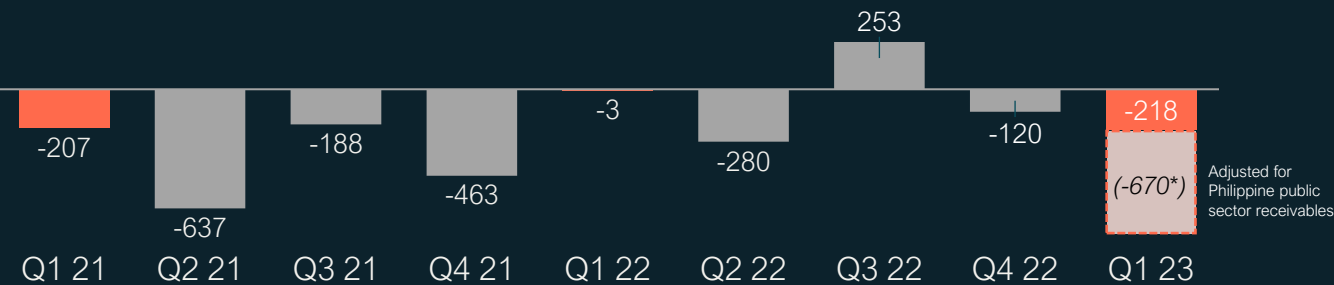 253
-207
-637
-188
-463
-3
-280
-120
-218
(-670*)
Adjusted for
Philippine public
sector receivables
Q1 21
Q2 21
Q3 21
Q4 21
Q1 22
Q2 22
Q3 22
Q4 22
Q1 23